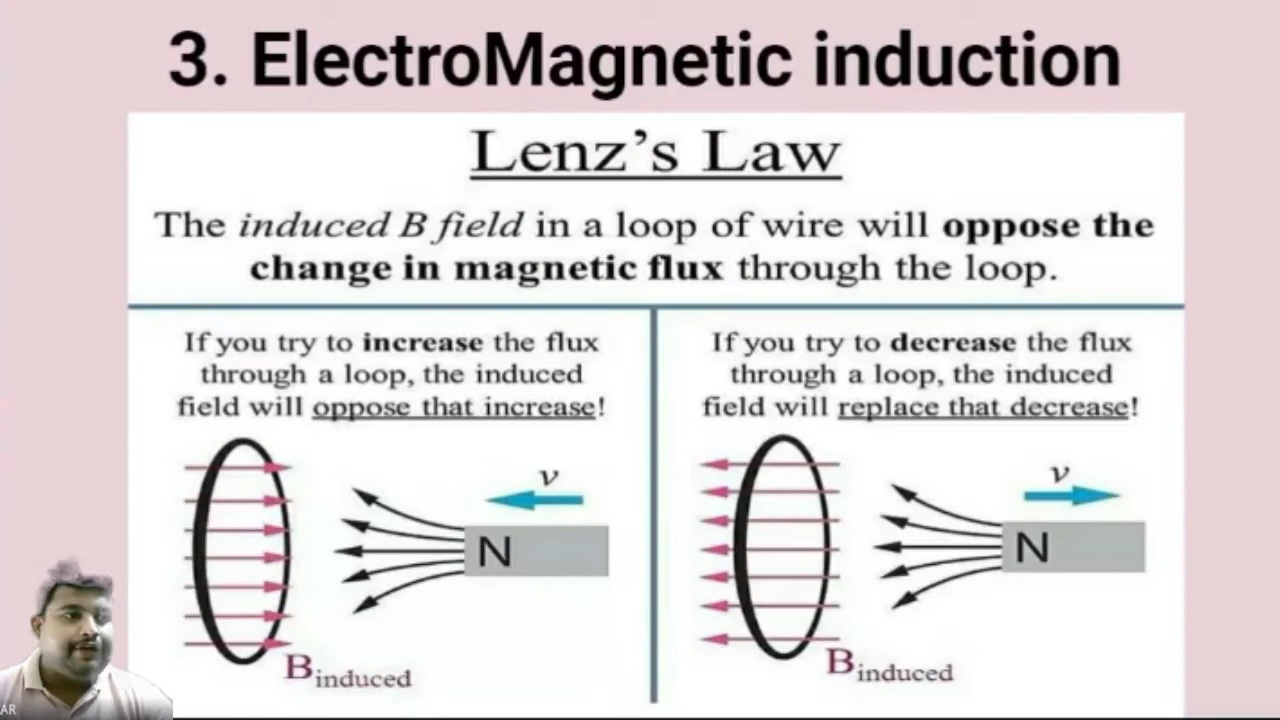 3. ElectroMagnetic induction
Lenz's Law
The induced B field in a loop of wire will oppose the
change in magnetic flux through the loop.
If you try to increase the flux
through a loop, the induced
field will oppose that increase!
v
N
Binduced
If you try to decrease the flux
through a loop, the induced
field will replace that decrease!
v
N
Binduced
AR